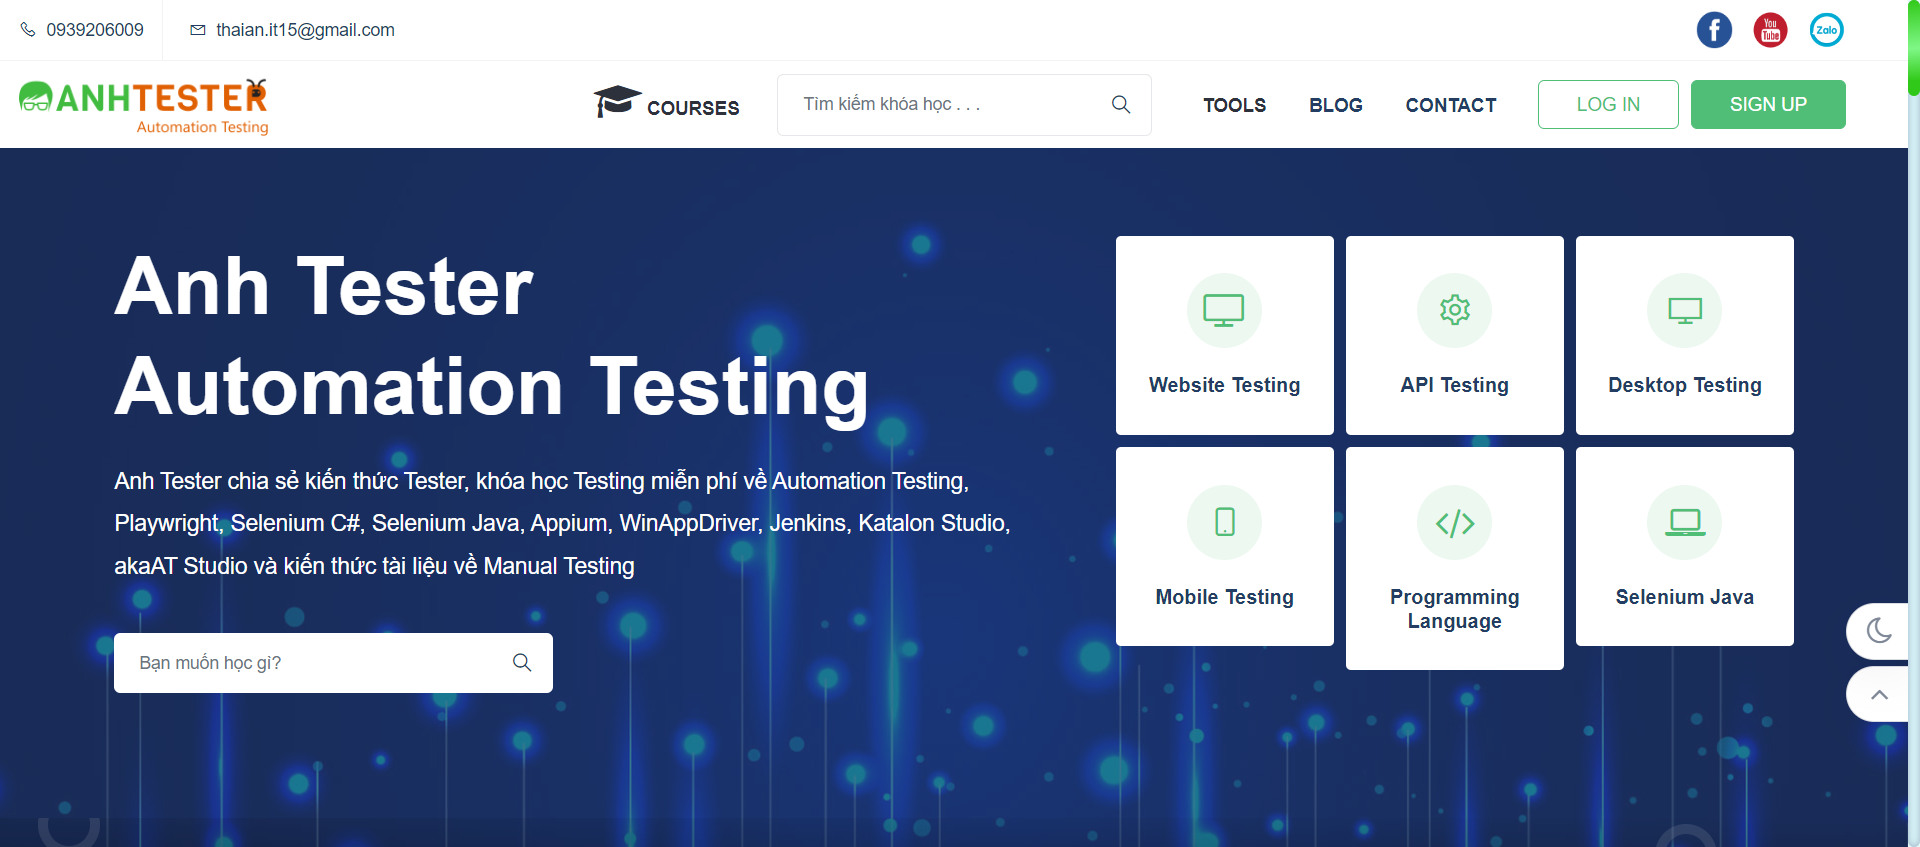 0939206009
thaian.it15@gmail.com
You
Tube
Zalo
ANHTESTER
Automation Testing
COURSES
Tìm kiếm khóa học . . .
TOOLS
BLOG
CONTACT
LOG IN
SIGN UP
Anh Tester
Automation Testing
Anh Tester chia sẻ kiến thức Tester, khóa học Testing miễn phí về Automation Testing,
Playwright, Selenium C#, Selenium Java, Appium, WinAppDriver, Jenkins, Katalon Studio,
akaAT Studio và kiến thức tài liệu về Manual Testing
Bạn muốn học gì?
Website Testing
API Testing
Desktop Testing
Mobile Testing
Programming
Language
Selenium Java